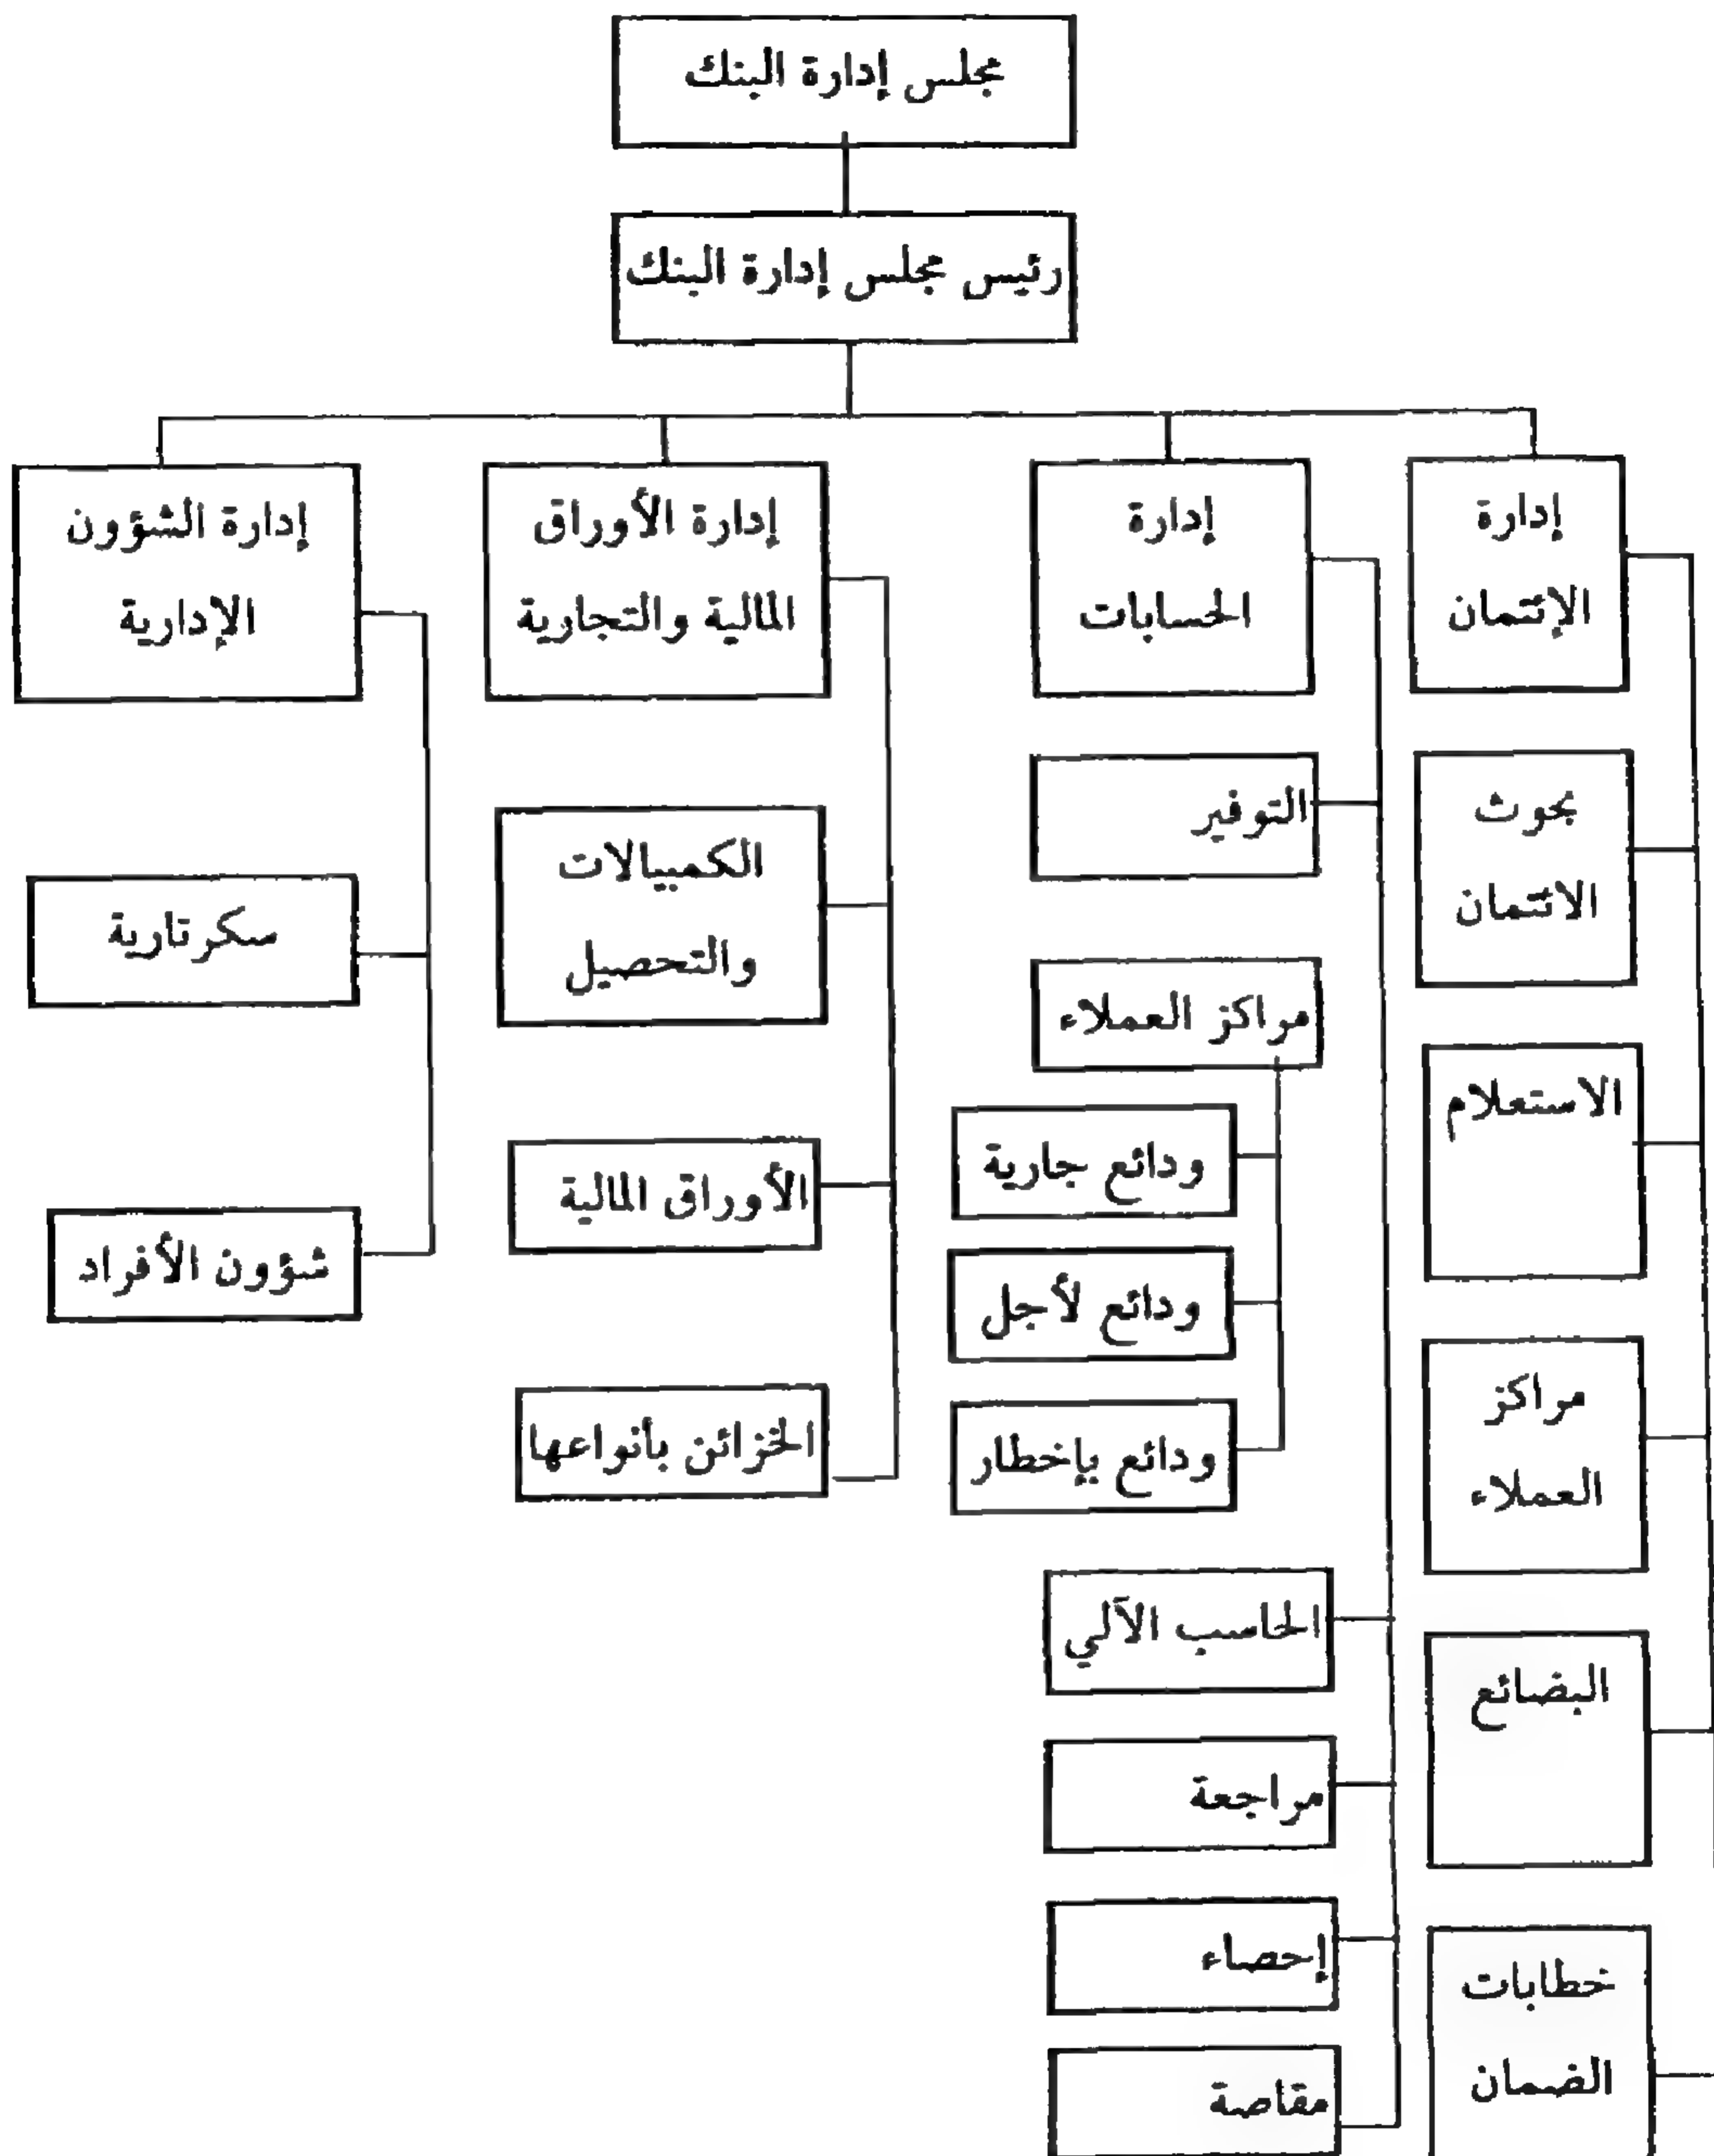 مجلس إدارة البنك
رئيس مجلس إدارة البنك
إدارة
الإئتمان
بحوث
الائتمان
الاستعلام
مراكز
العملاء
البضائع
خطابات
الضمان
إدارة
الحسابات
التوفير
مراكز العملاء
ودائع جارية
ودائع لأجل
ودائع بإخطار
الحاسب الآلي
مراجعة
إحصاء
مقاصة
إدارة الأوراق
المالية والتجارية
الكمبيالات
والتحصيل
الأوراق المالية
الخزائن بأنواعها
إدارة الشؤون
الإدارية
سكرتارية
شؤون الأفراد